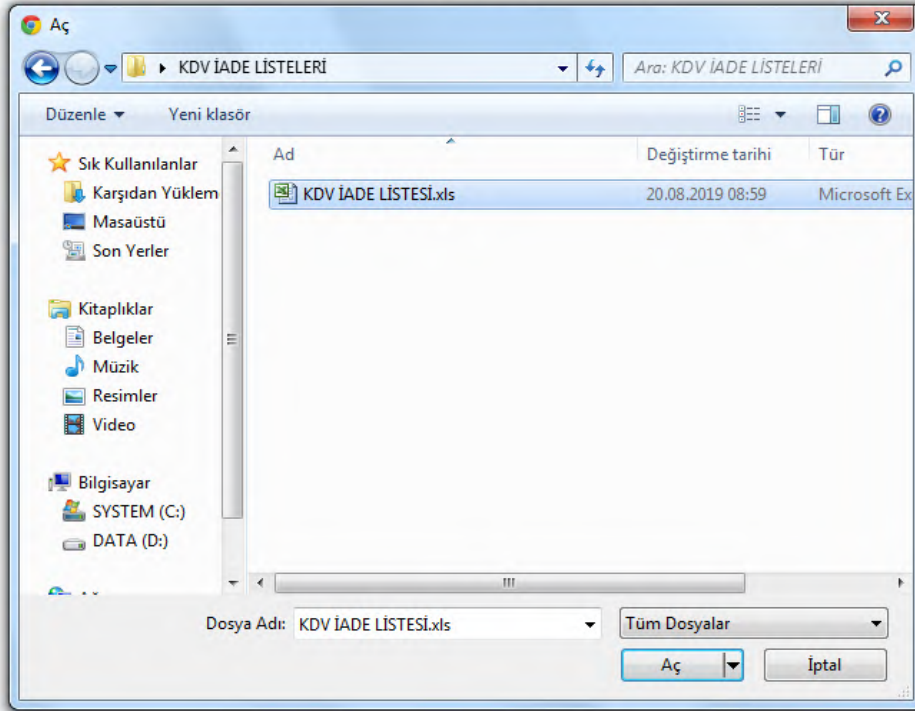 Aç
KDV İADE LİSTELERİ
Ara: KDV İADE LİSTELERİ
Düzenle
Yeni klasör
Sık Kullanılanlar
Karşıdan Yüklem
Masaüstü
Son Yerler
Kitaplıklar
Belgeler
Müzik
Resimler
Video
Bilgisayar
SYSTEM (C:)
DATA (D:)
Ad
Değiştirme tarihi
Tür
KDV İADE LİSTESİ.xls
20.08.2019 08:59
Microsoft Ex
Dosya Adı:
KDV İADE LİSTESİ.xls
Tüm Dosyalar
Aç
İptal